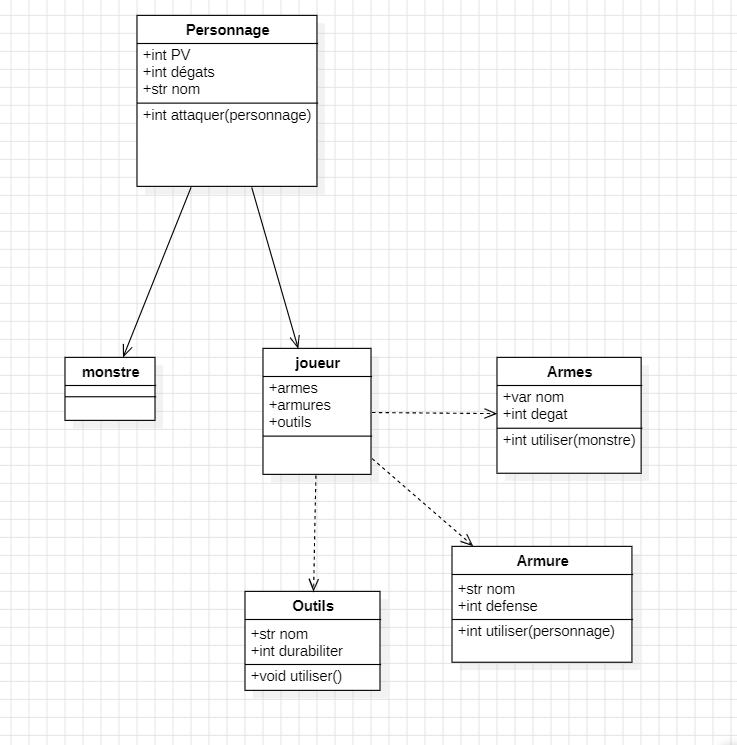 Personnage
+int PV
+int dégats
+str nom
+int attaquer(personnage)
monstre
joueur
+armes
+armures
+outils
Armes
+var nom
+int degat
+int utiliser(monstre)
Armure
+str nom
+int defense
+int utiliser(personnage)
Outils
+str nom
+int durabiliter
+void utiliser()